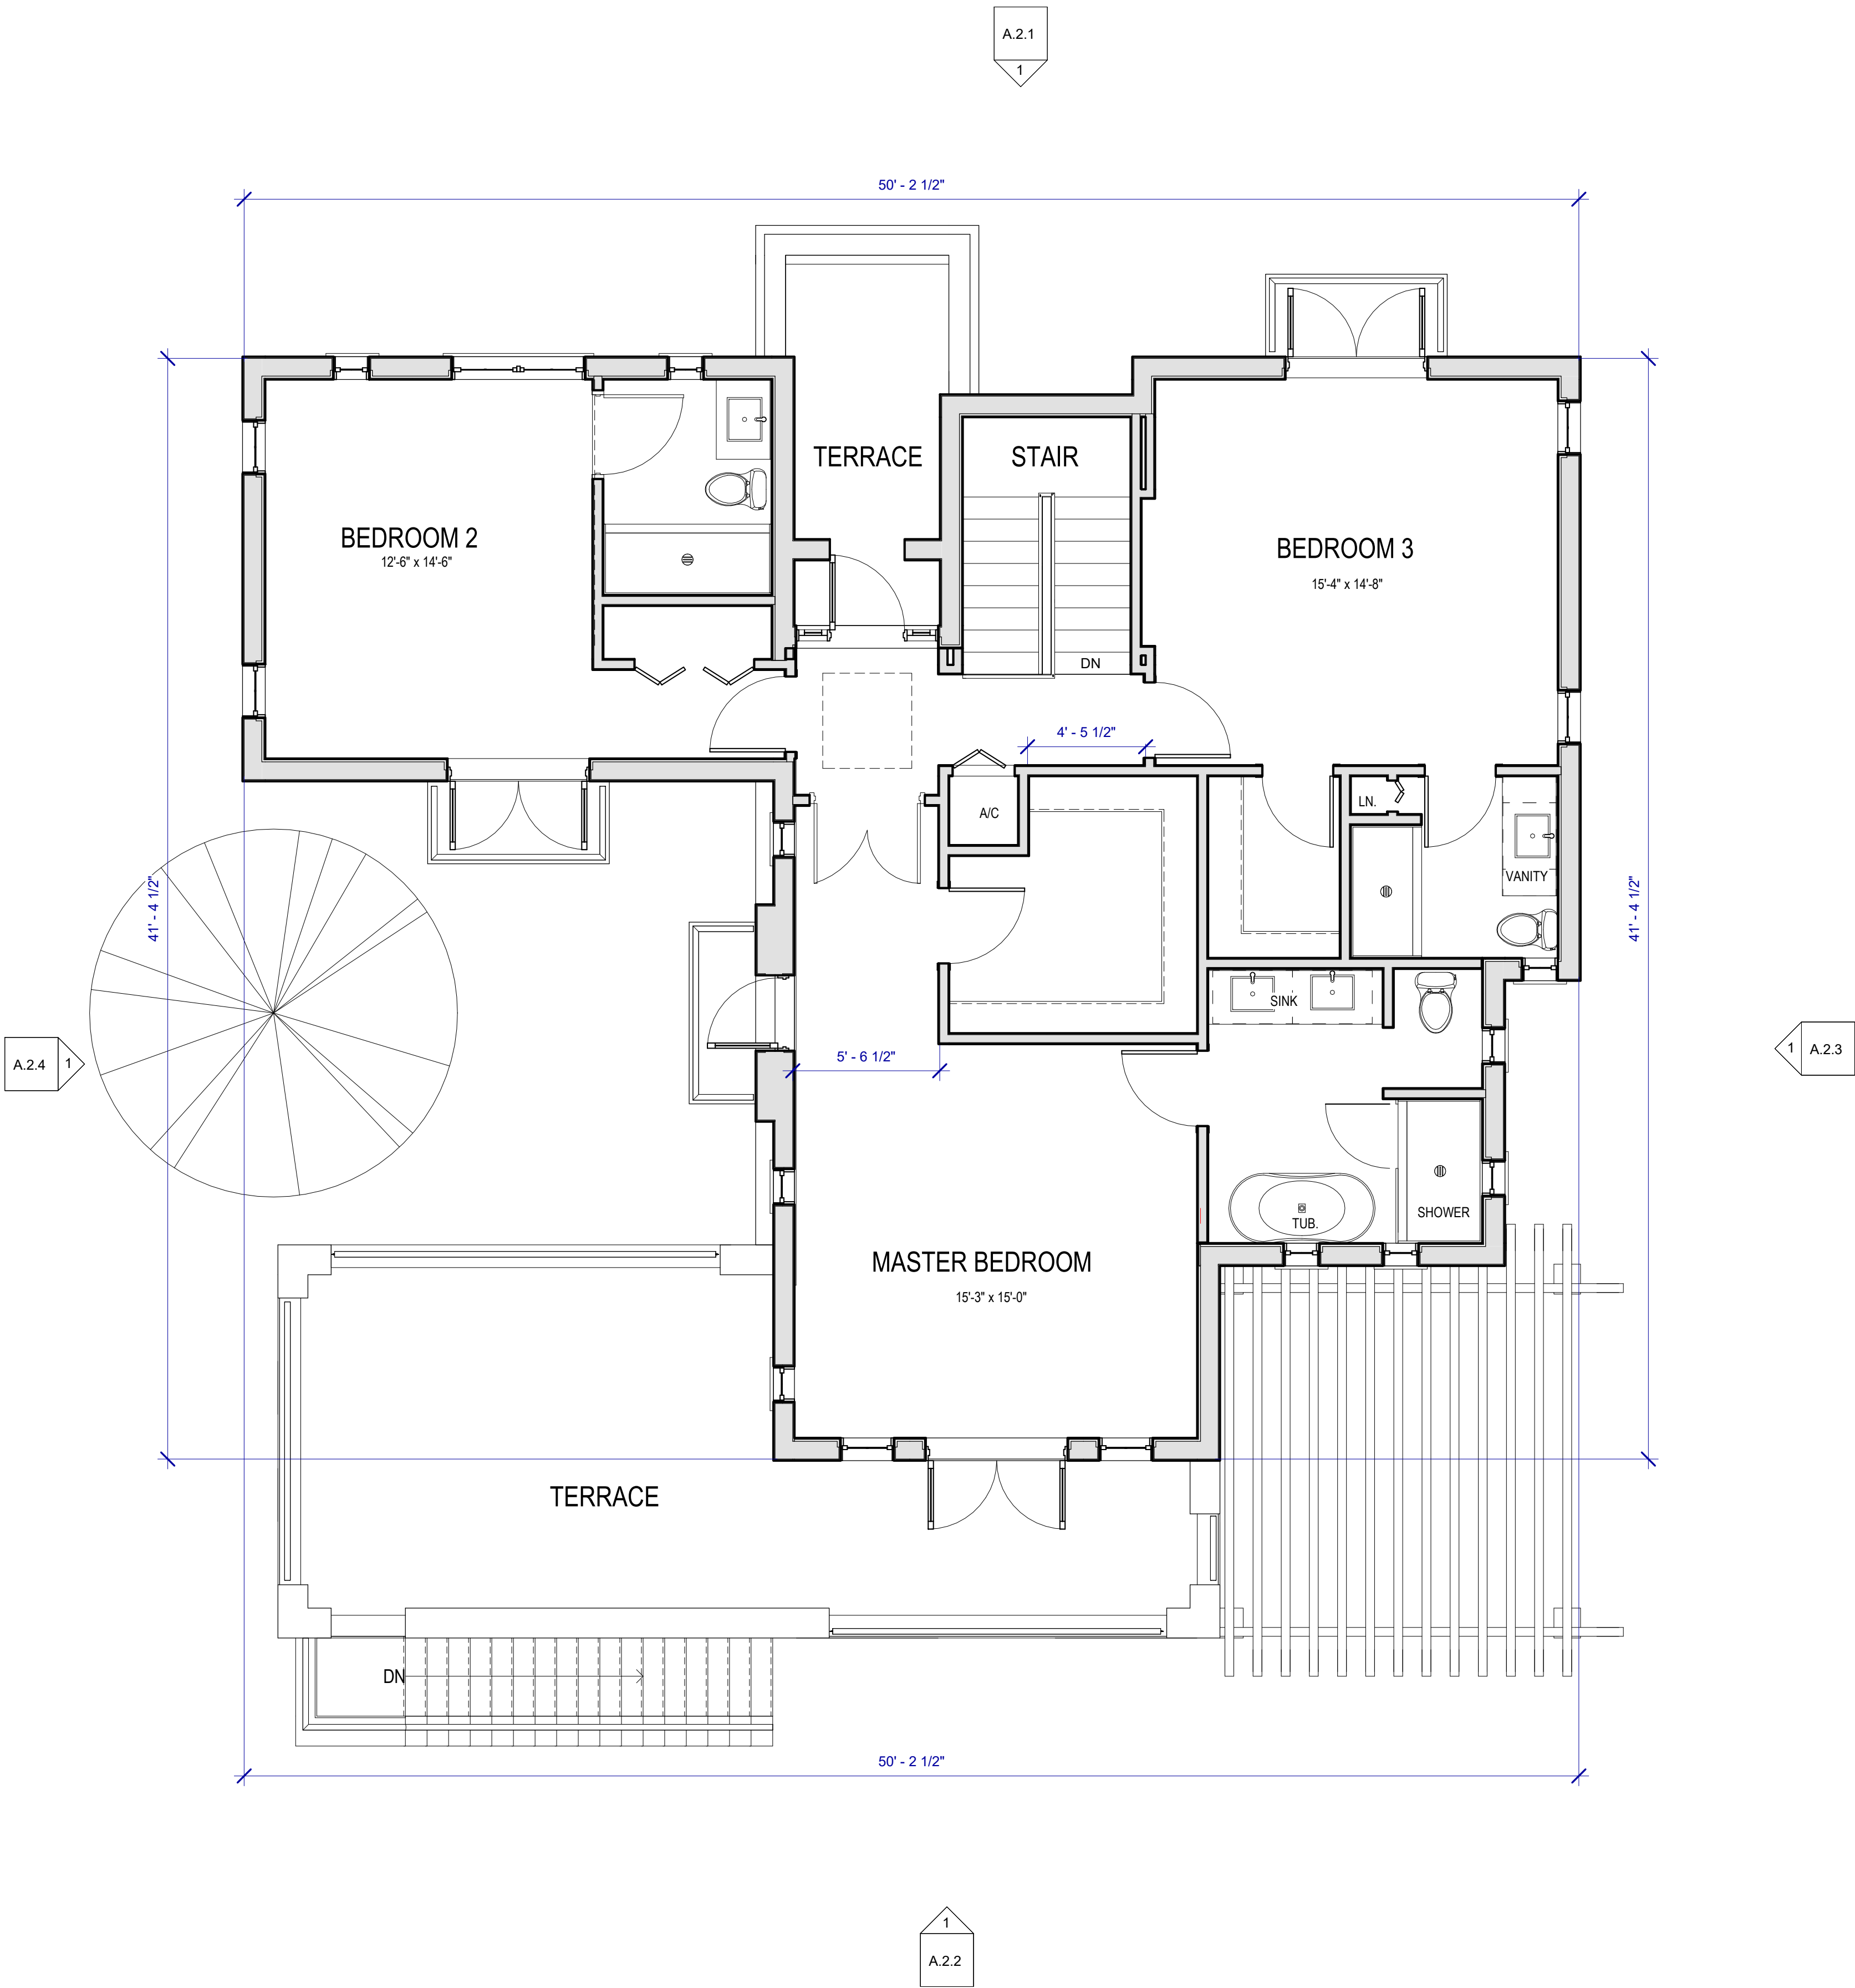 A.2.1
1
50' - 2 1/2"
TERRACE
STAIR
BEDROOM 2
12'-6" x 14'-6"
BEDROOM 3
15'-4" x 14'-8"
DN
4' - 5 1/2"
A/C
LN.
VANITY
41' - 4 1/2"
41' - 4 1/2"
SINK
A.2.4
1
5' - 6 1/2"
1
A.2.3
TUB.
SHOWER
MASTER BEDROOM
15'-3" x 15'-0"
TERRACE
DN
50' - 2 1/2"
1
A.2.2